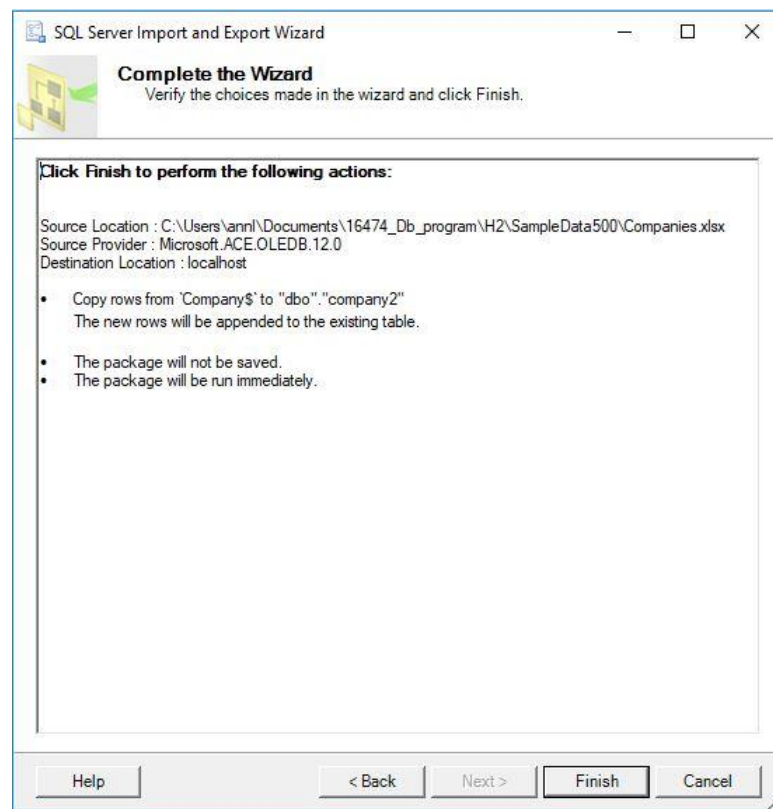 SQL Server Import and Export Wizard
Complete the Wizard
Verify the choices made in the wizard and click Finish.
Click Finish to perform the following actions:
Source Location : C:\Users\annl\Documents\16474_Db_program\H2\SampleData500\Companies.xlsx
Source Provider : Microsoft.ACE.OLEDB.12.0
Destination Location : localhost
• Copy rows from `Company$` to "dbo"."company2"
The new rows will be appended to the existing table.
• The package will not be saved.
• The package will be run immediately.
Help < Back Next > Finish Cancel